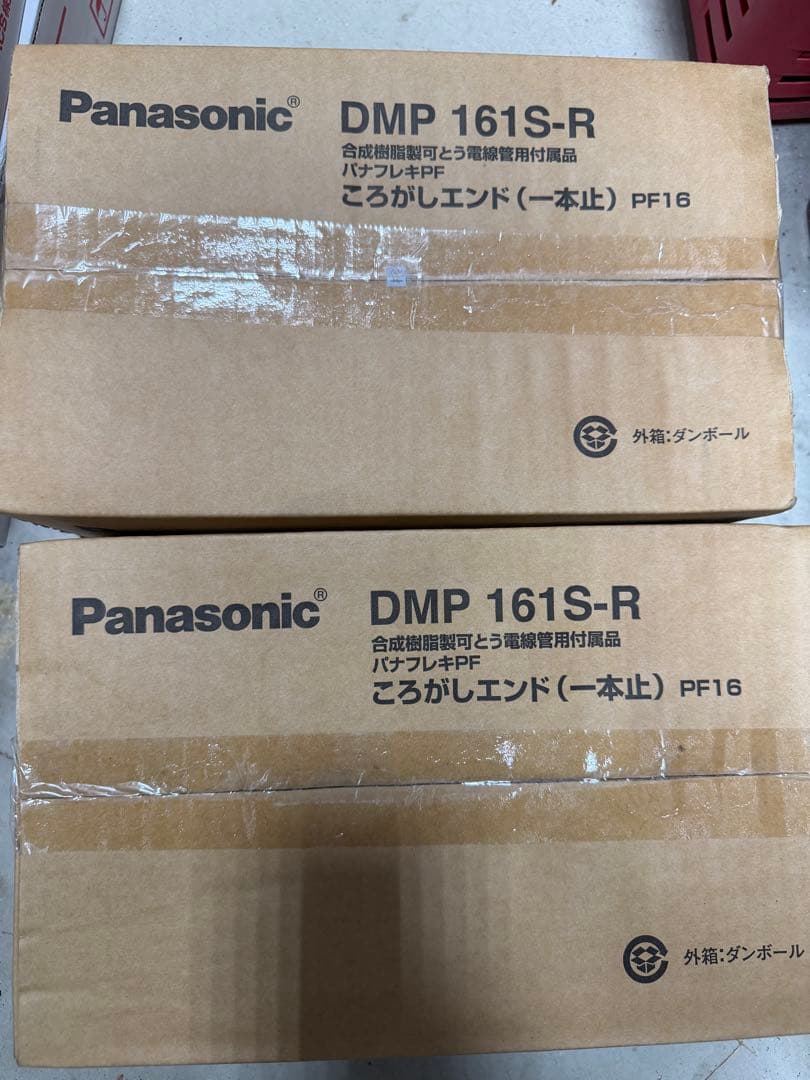 Panasonic® DMP 161S-R
合成樹脂製可とう電線管用付属品
パナフレキPF
ころがしエンド（一本止） PF16
外箱:ダンボール
Panasonic® DMP 161S-R
合成樹脂製可とう電線管用付属品
パナフレキPF
ころがしエンド（一本止） PF16
外箱:ダンボール